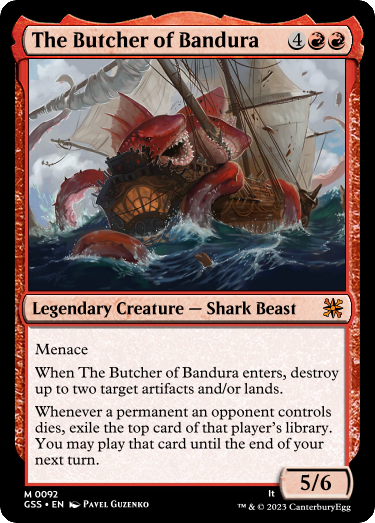 The Butcher of Bandura 4
Legendary Creature — Shark Beast
Menace
When The Butcher of Bandura enters, destroy
up to two target artifacts and/or lands.
Whenever a permanent an opponent controls
dies, exile the top card of that player's library.
You may play that card until the end of your
next turn.
5/6
M 0092 It
GSS • EN Pavel Guzenko ™ & © 2023 CanterburyEgg